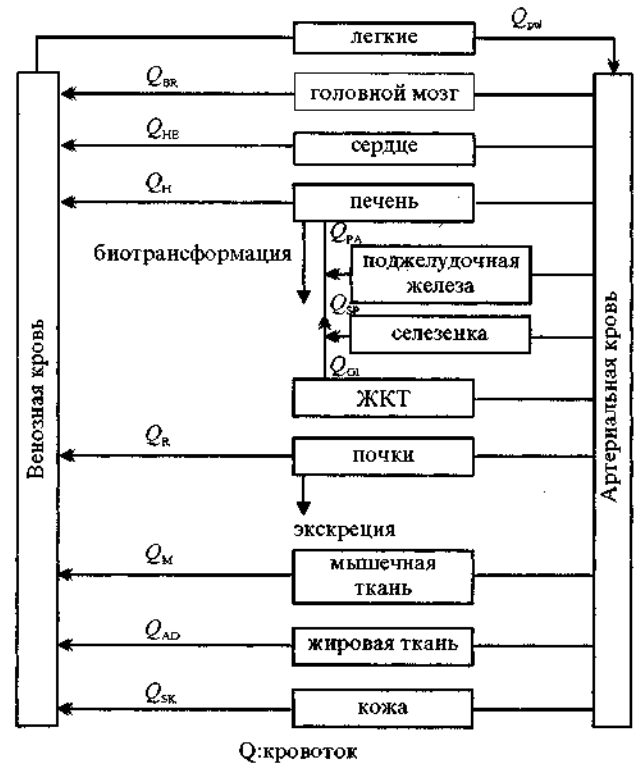 Q_pul
легкие
Q_BR
головной мозг
Q_HE
сердце
Q_H
печень
биотрансформация
Q_PA
поджелудочная
железа
Q_SP
селезенка
Q_GI
ЖКТ
Q_R
почки
экскреция
Q_M
мышечная
ткань
Q_AD
жировая ткань
Q_SK
кожа
Венозная кровь
Артериальная кровь
Q:кровоток